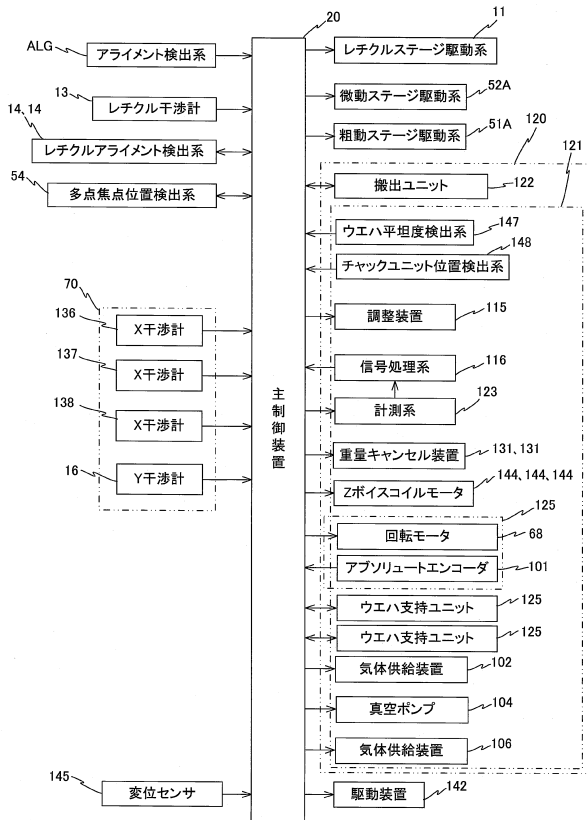 20
11
ALG
アライメント検出系
レチクルステージ駆動系
13
レチクル干渉計
52A
微動ステージ駆動系
14、14
レチクルアライメント検出系
51A
粗動ステージ駆動系
120
121
54
多点焦点位置検出系
搬出ユニット
122
147
ウエハ平坦度検出系
148
チャックユニット位置検出系
70
136
X干渉計
調整装置
115
137
X干渉計
信号処理系
116
138
X干渉計
計測系
123
主制御装置
16
Y干渉計
重量キャンセル装置
131、131
Zボイスコイルモータ
144、144、144
125
回転モータ
68
アブソリュートエンコーダ
101
ウエハ支持ユニット
125
ウエハ支持ユニット
125
気体供給装置
102
真空ポンプ
104
気体供給装置
106
145
変位センサ
駆動装置
142